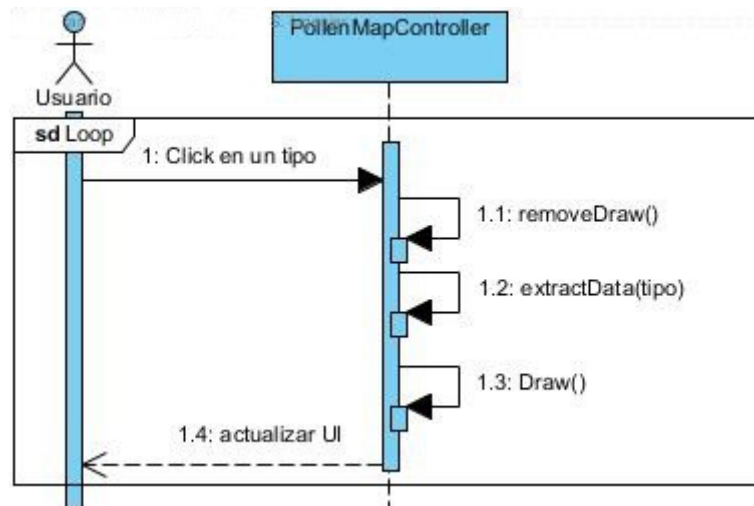 PollenMapController
Usuario
sd Loop
1: Click en un tipo
1.1: removeDraw()
1.2: extractData(tipo)
1.3: Draw()
1.4: actualizar UI